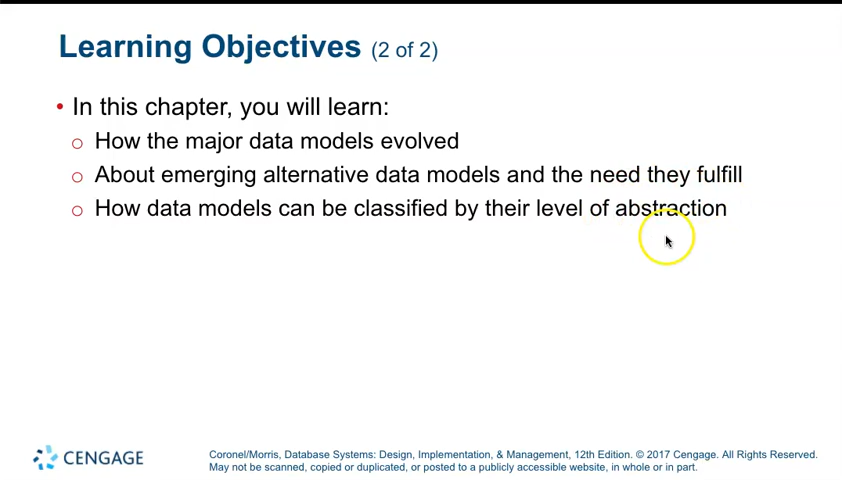 Learning Objectives (2 of 2)
• In this chapter, you will learn:
o How the major data models evolved
o About emerging alternative data models and the need they fulfill
o How data models can be classified by their level of abstraction
CENGAGE
Coronel/Morris, Database Systems: Design, Implementation, & Management, 12th Edition. © 2017 Cengage. All Rights Reserved.
May not be scanned, copied or duplicated, or posted to a publicly accessible website, in whole or in part.